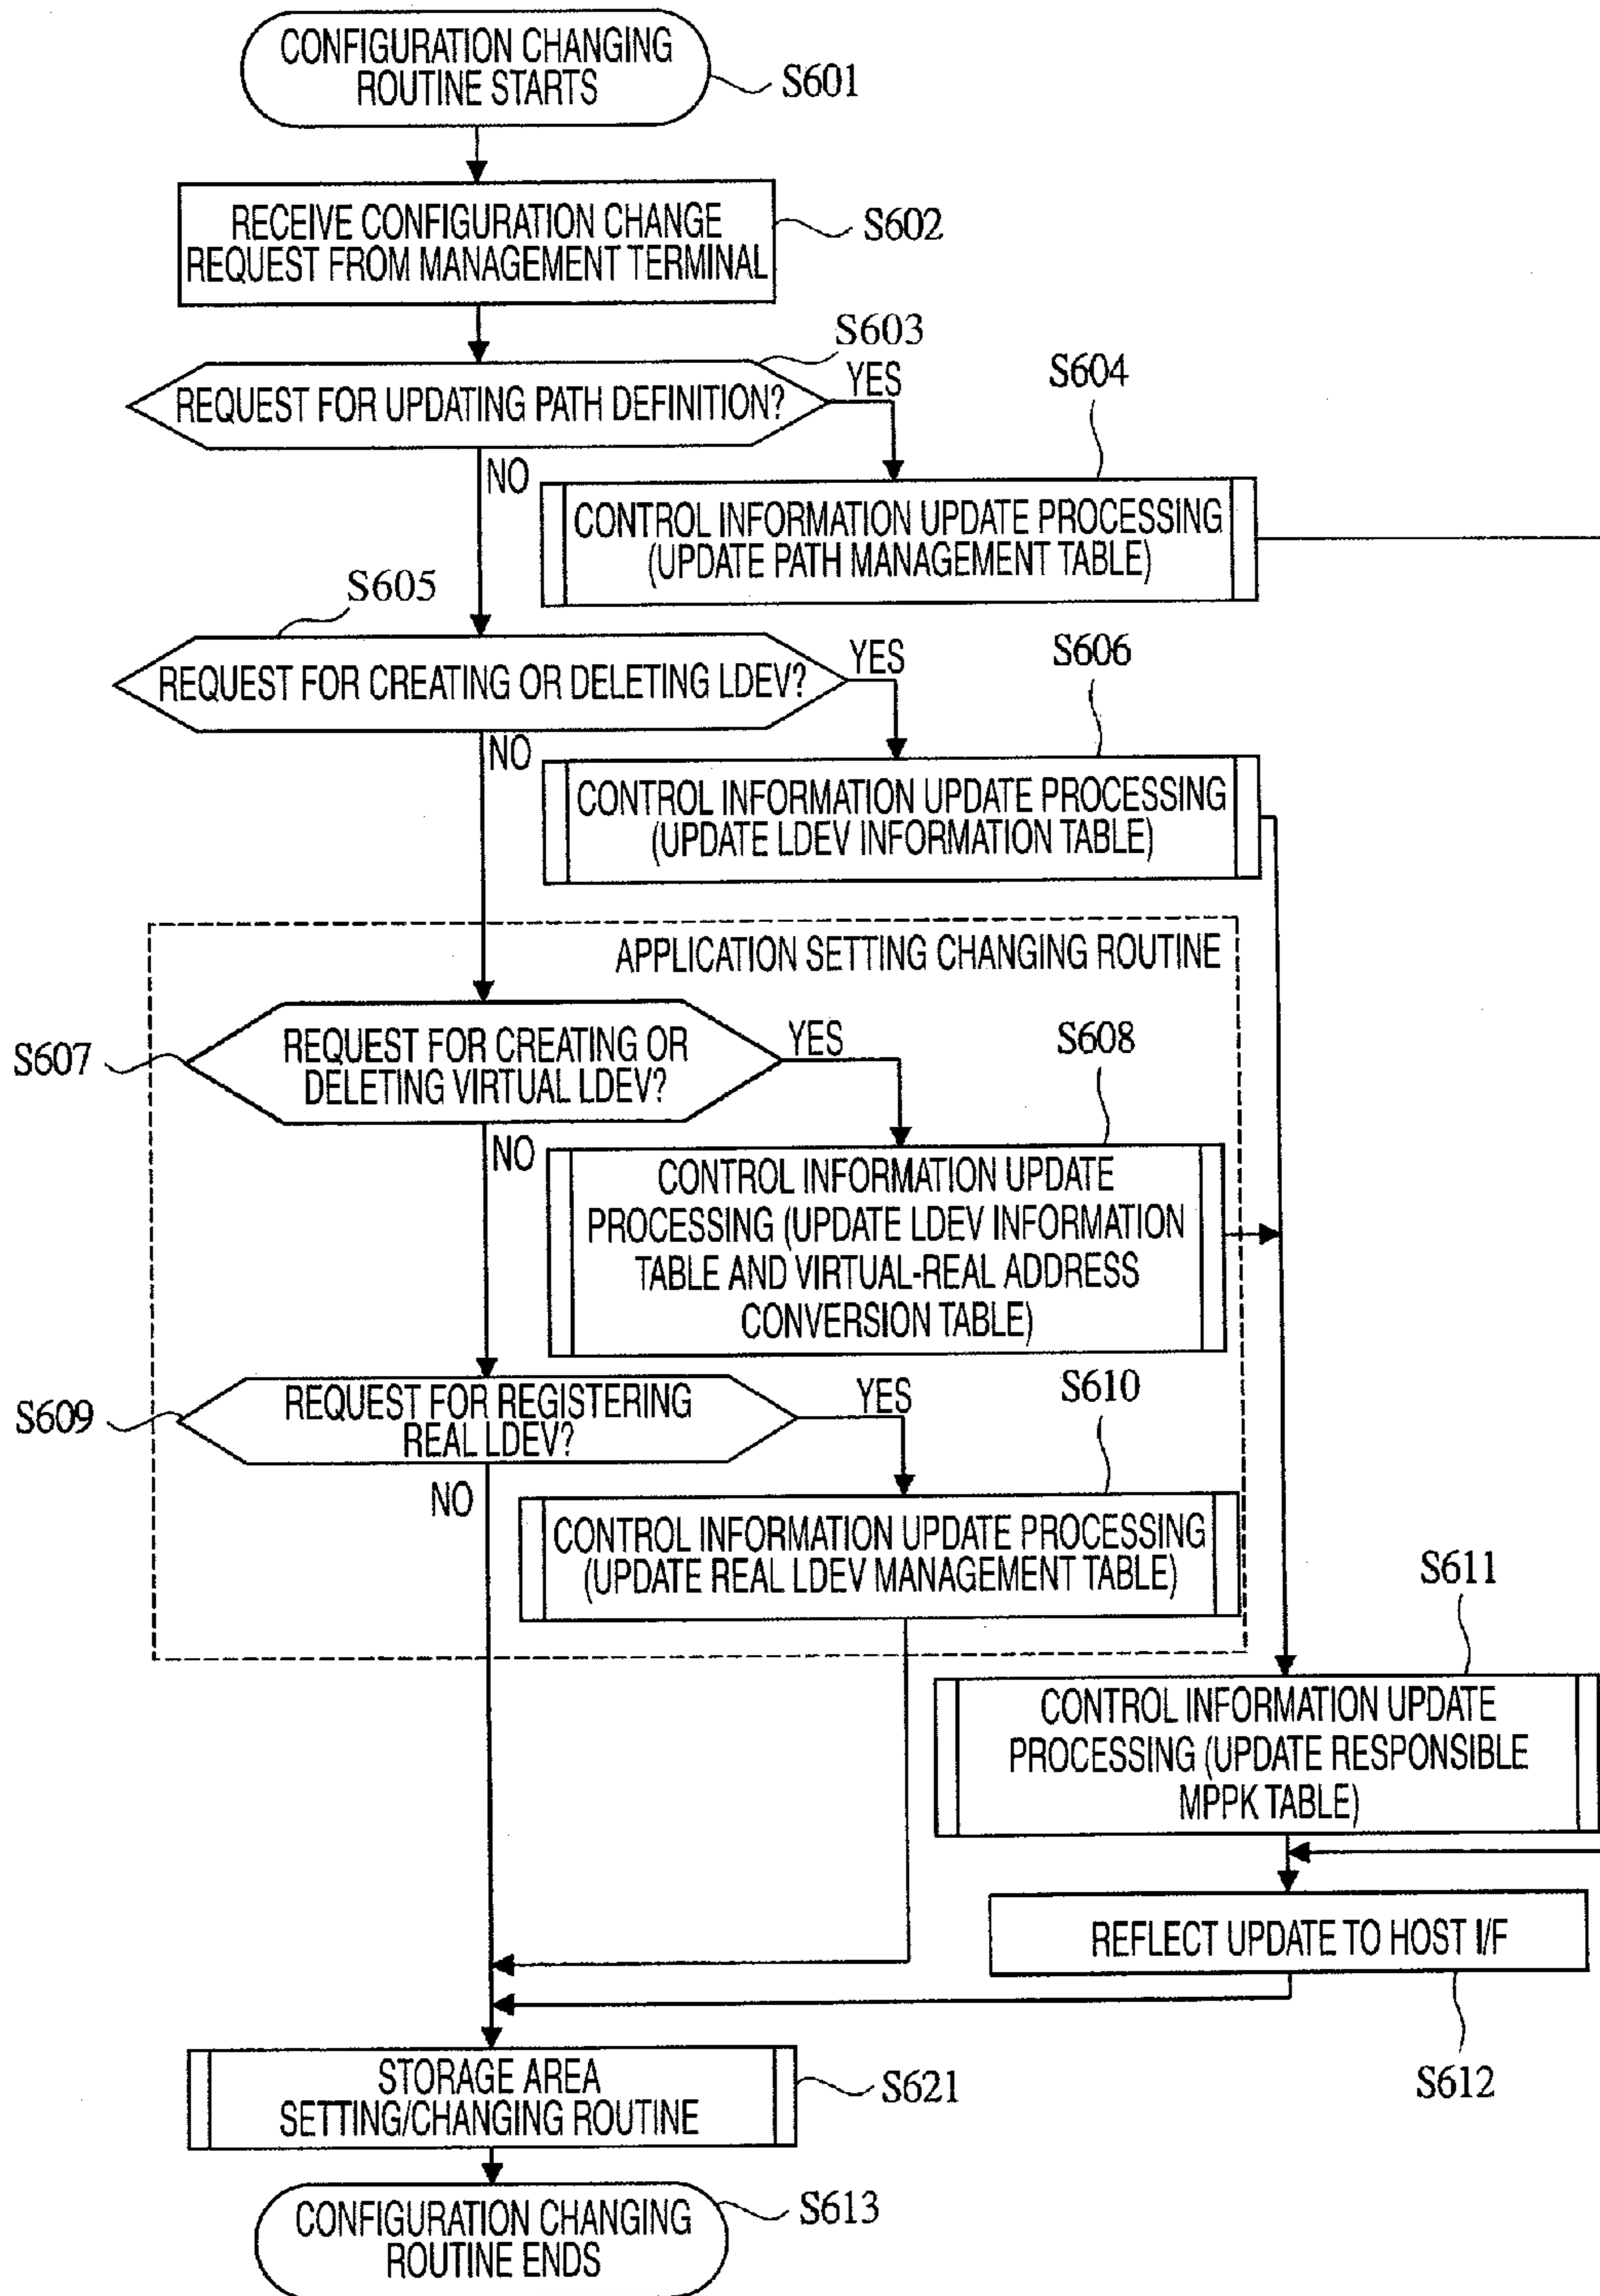 CONFIGURATION CHANGING
ROUTINE STARTS
S601
RECEIVE CONFIGURATION CHANGE
REQUEST FROM MANAGEMENT TERMINAL
S602
S603
REQUEST FOR UPDATING PATH DEFINITION?
YES
S604
NO
CONTROL INFORMATION UPDATE PROCESSING
(UPDATE PATH MANAGEMENT TABLE)
S605
REQUEST FOR CREATING OR DELETING LDEV?
YES
S606
NO
CONTROL INFORMATION UPDATE PROCESSING
(UPDATE LDEV INFORMATION TABLE)
APPLICATION SETTING CHANGING ROUTINE
S607
REQUEST FOR CREATING OR
DELETING VIRTUAL LDEV?
YES
S608
NO
CONTROL INFORMATION UPDATE
PROCESSING (UPDATE LDEV INFORMATION
TABLE AND VIRTUAL-REAL ADDRESS
CONVERSION TABLE)
S609
REQUEST FOR REGISTERING
REAL LDEV?
YES
S610
NO
CONTROL INFORMATION UPDATE PROCESSING
(UPDATE REAL LDEV MANAGEMENT TABLE)
S611
CONTROL INFORMATION UPDATE
PROCESSING (UPDATE RESPONSIBLE
MPPK TABLE)
REFLECT UPDATE TO HOST I/F
S612
STORAGE AREA
SETTING/CHANGING ROUTINE
S621
CONFIGURATION CHANGING
ROUTINE ENDS
S613